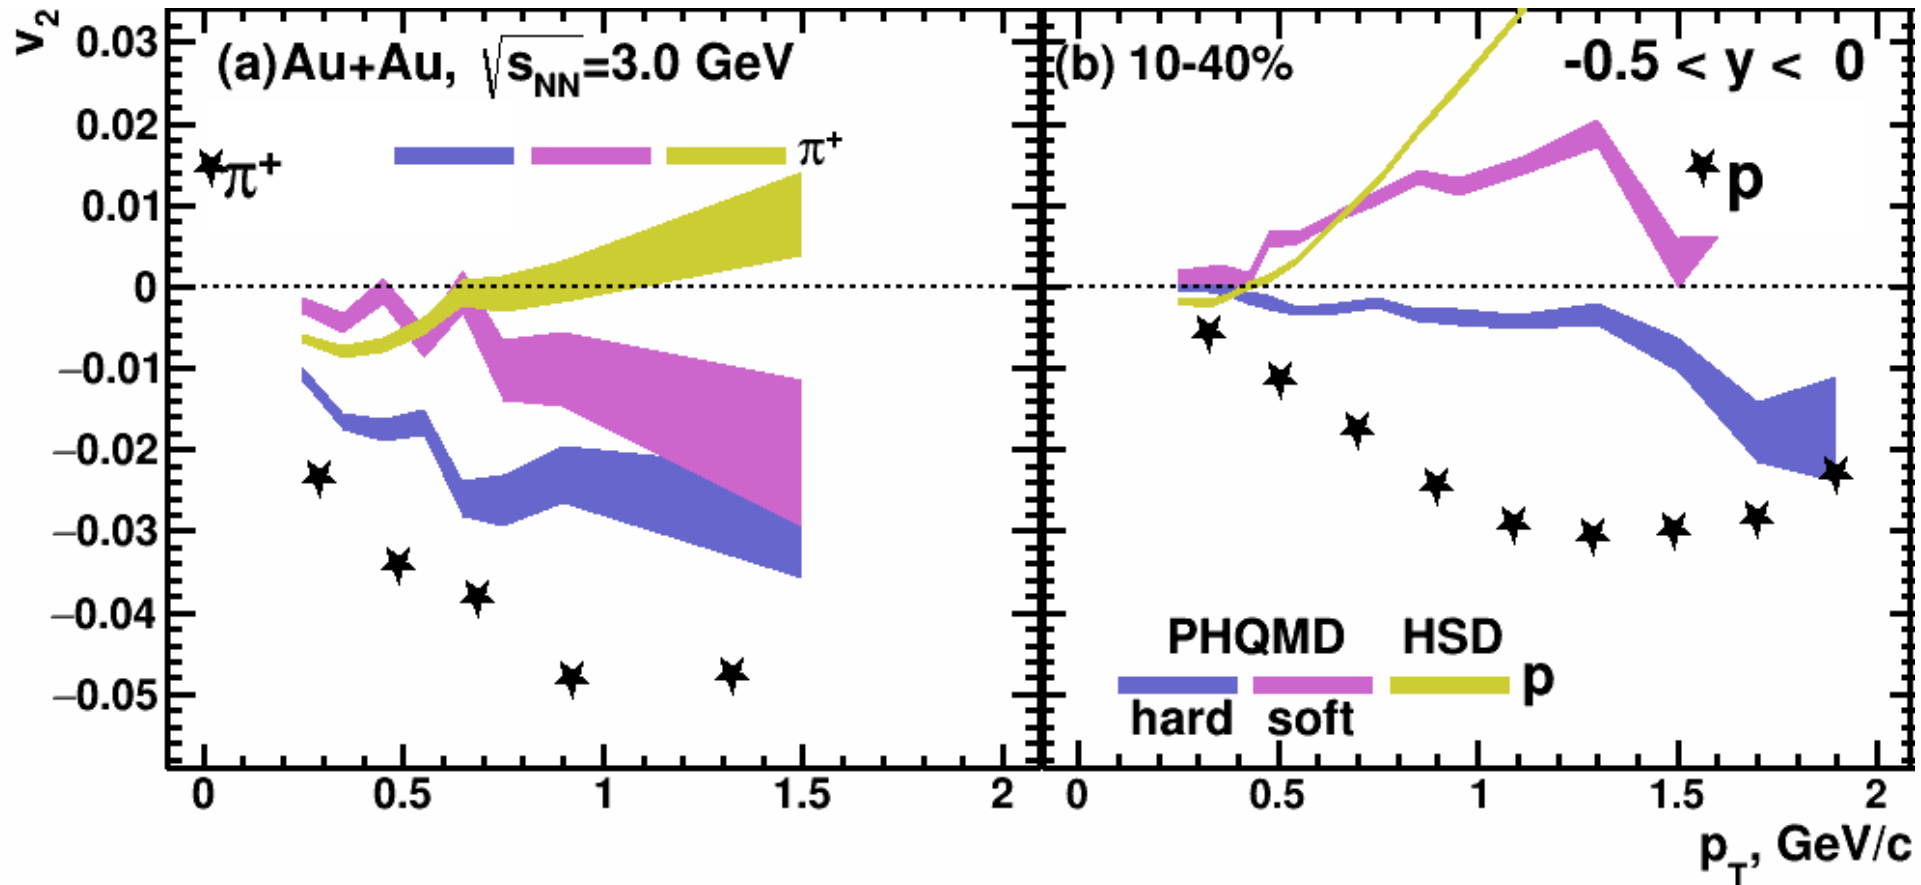 v₂
(a) Au+Au, √s_NN=3.0 GeV
π⁺
π⁺
0.03
0.02
0.01
0
−0.01
−0.02
−0.03
−0.04
−0.05
0 0.5 1 1.5 2
(b) 10-40% -0.5 < y < 0
p
PHQMD HSD
p
hard soft
0 0.5 1 1.5 2
p_T, GeV/c